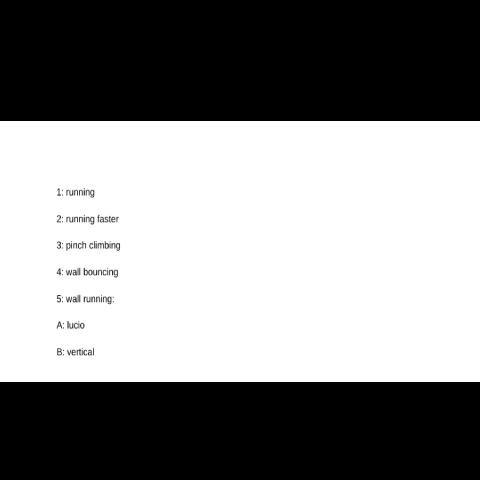 1: running
2: running faster
3: pinch climbing
4: wall bouncing
5: wall running:
A: lucio
B: vertical